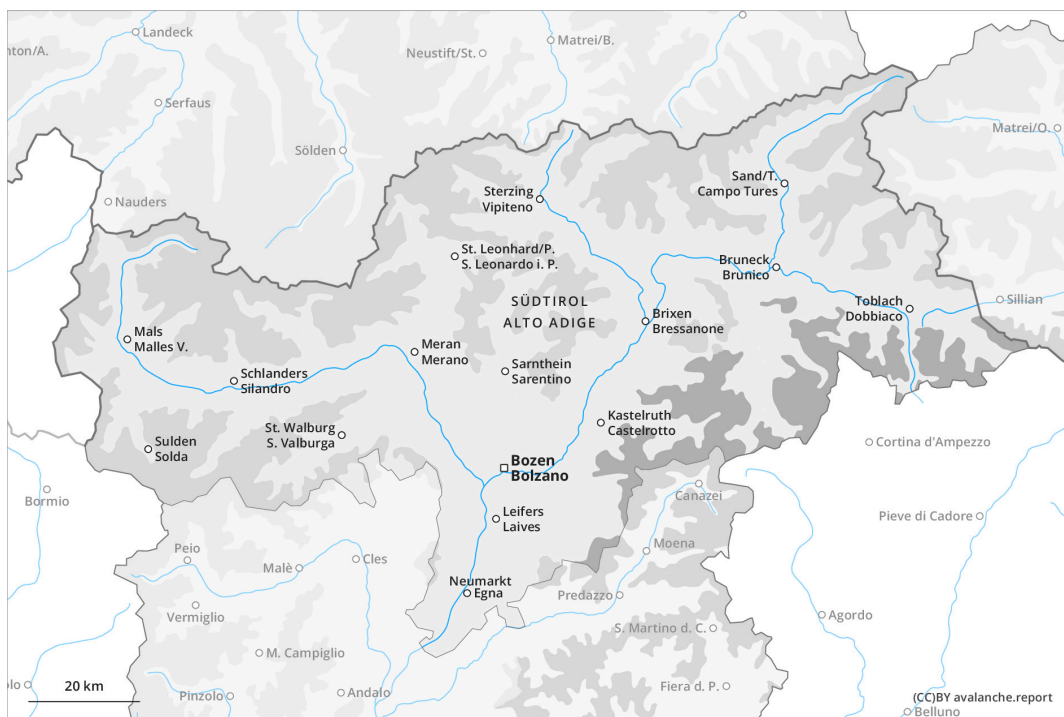 Landeck
nton/A.
Neustift/St.
Matrei/B.
Serfaus
Matrei/O.
Sölden
Sand/T.
Campo Tures
Nauders
Sterzing
Vipiteno
St. Leonhard/P.
S. Leonardo i. P.
Bruneck
Brunico
SÜDTIROL
ALTO ADIGE
Toblach
Dobbiaco
Sillian
Brixen
Bressanone
Mals
Malles V.
Meran
Merano
Schlanders
Silandro
Sarnthein
Sarentino
St. Walburg
S. Valburga
Kastelruth
Castelrotto
Sulden
Solda
Cortina d'Ampezzo
Bozen
Bolzano
Bormio
Canazei
Leifers
Laives
Pieve di Cadore
Peio
Malè
Cles
Moena
Neumarkt
Egna
Predazzo
Vermiglio
Agordo
S. Martino d. C.
M. Campiglio
20 km
olo
Pinzolo
Andalo
Fiera d. P.
(CC)BY avalanche.report
Belluno